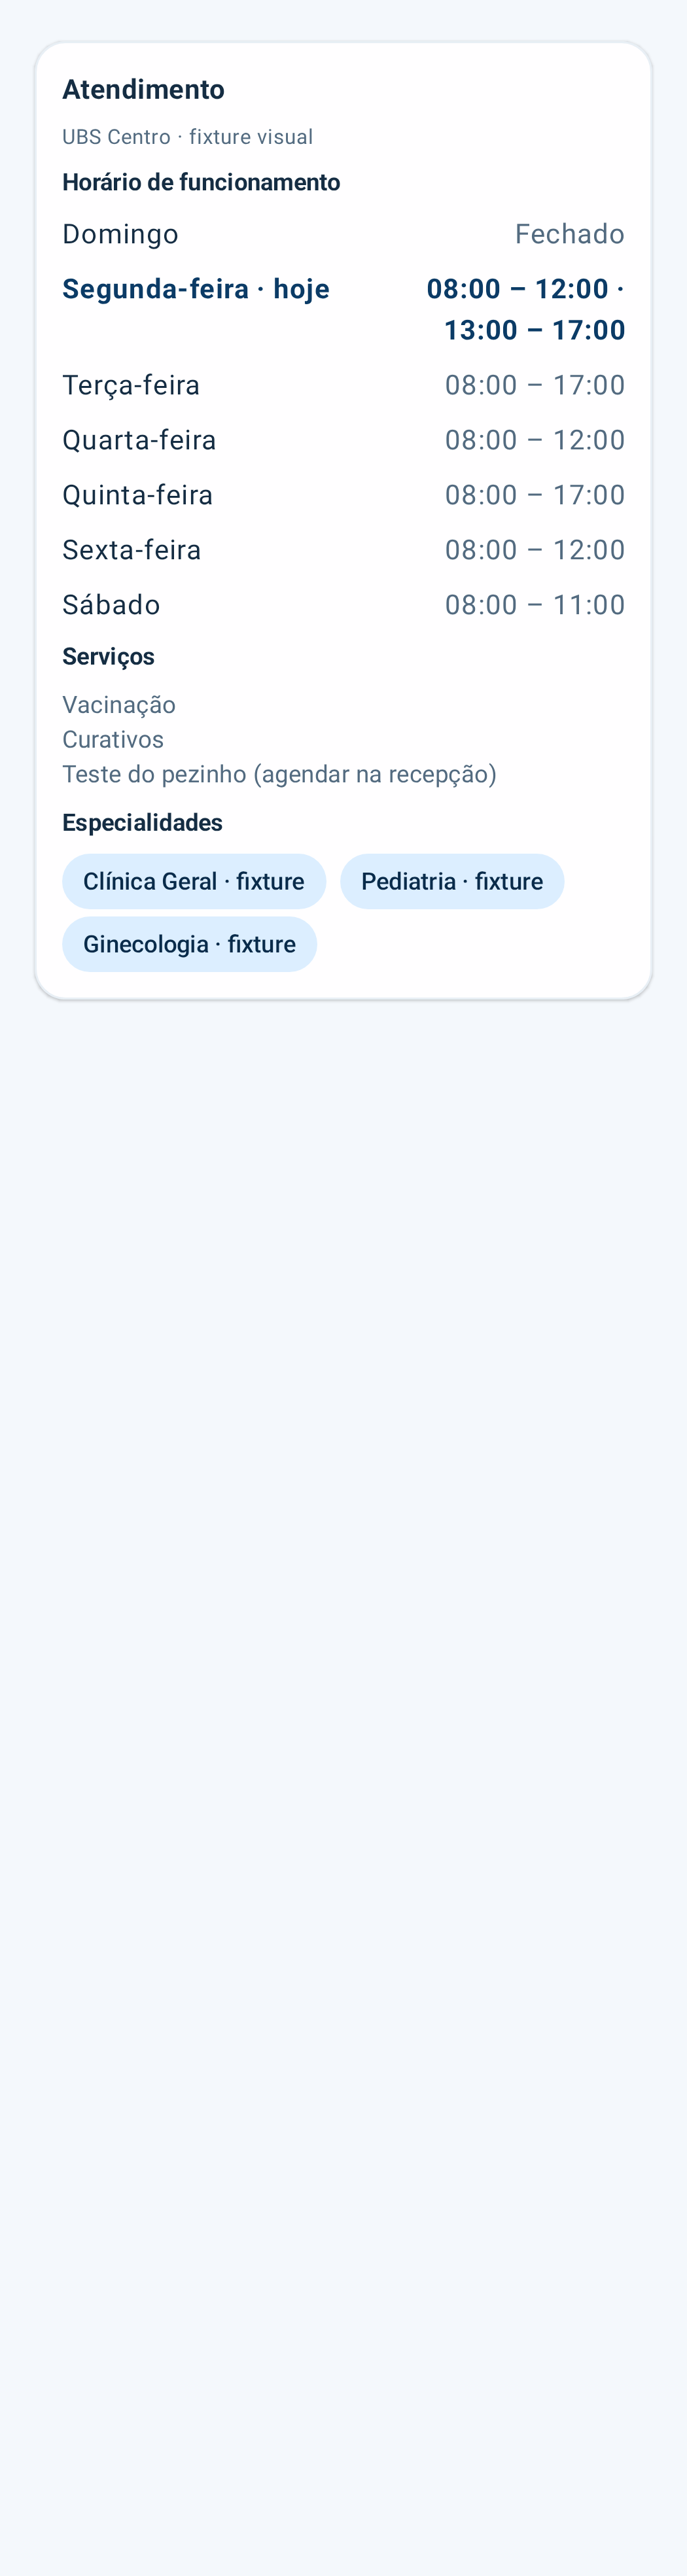 Atendimento
UBS Centro · fixture visual
Horário de funcionamento
Domingo Fechado
Segunda-feira · hoje 08:00 – 12:00 ·
13:00 – 17:00
Terça-feira 08:00 – 17:00
Quarta-feira 08:00 – 12:00
Quinta-feira 08:00 – 17:00
Sexta-feira 08:00 – 12:00
Sábado 08:00 – 11:00
Serviços
Vacinação
Curativos
Teste do pezinho (agendar na recepção)
Especialidades
Clínica Geral · fixture Pediatria · fixture
Ginecologia · fixture